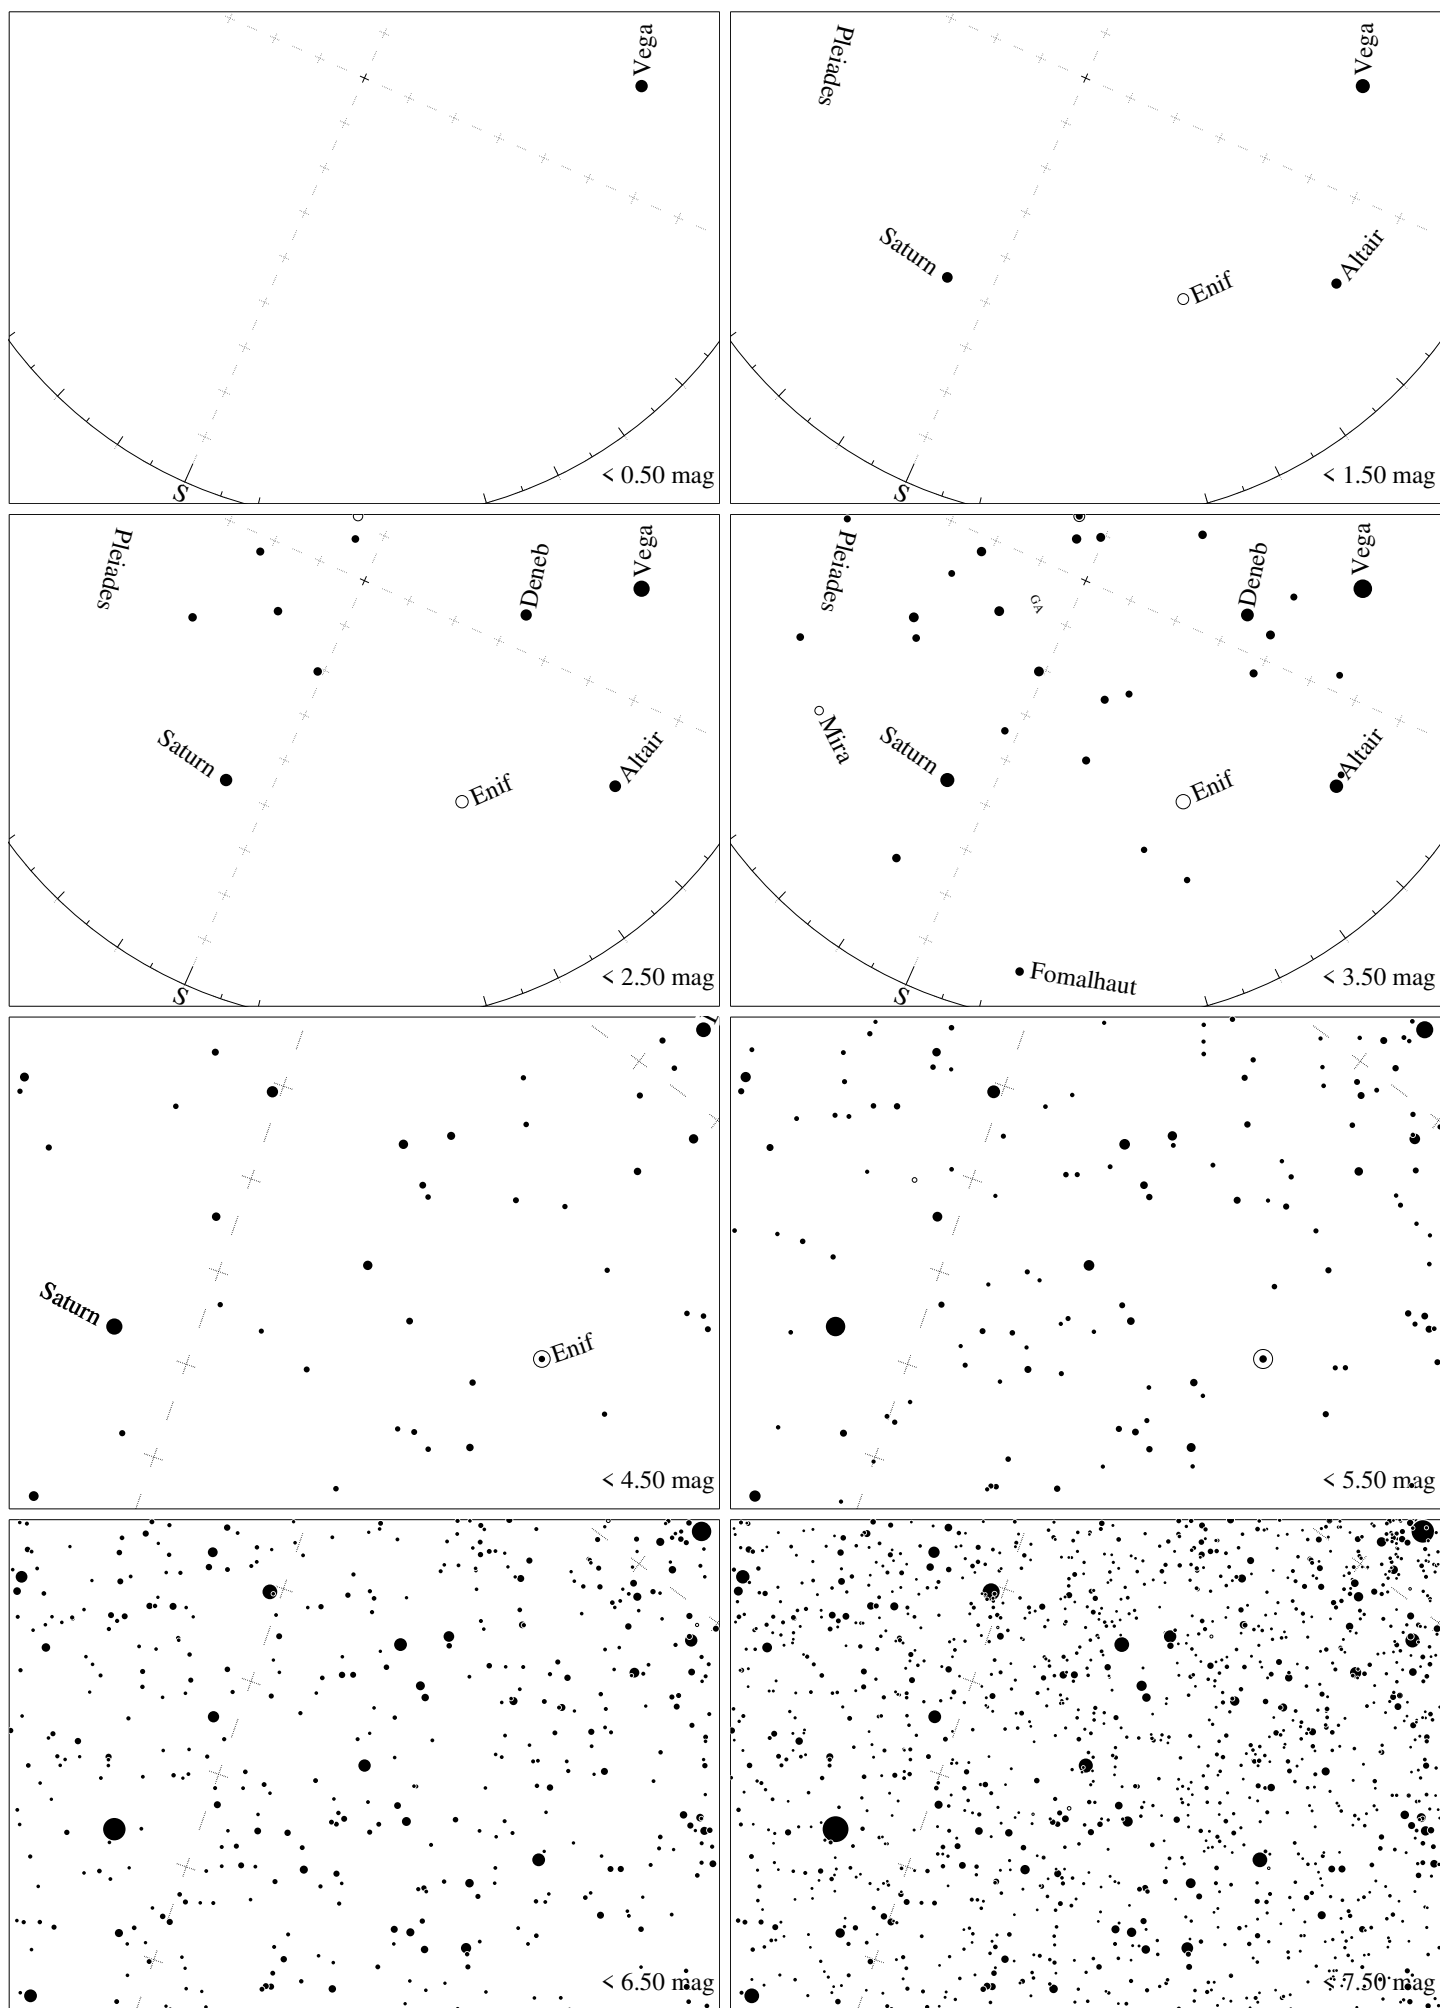 Vega
S
< 0.50 mag
Pleiades
Vega
Saturn
Enif
Altair
S
< 1.50 mag
Pleiades
Deneb
Vega
Saturn
Enif
Altair
S
< 2.50 mag
Pleiades
GA
Deneb
Vega
Mira
Saturn
Enif
Altair
Fomalhaut
S
< 3.50 mag
Saturn
Enif
< 4.50 mag
< 5.50 mag
< 6.50 mag
< 7.50 mag